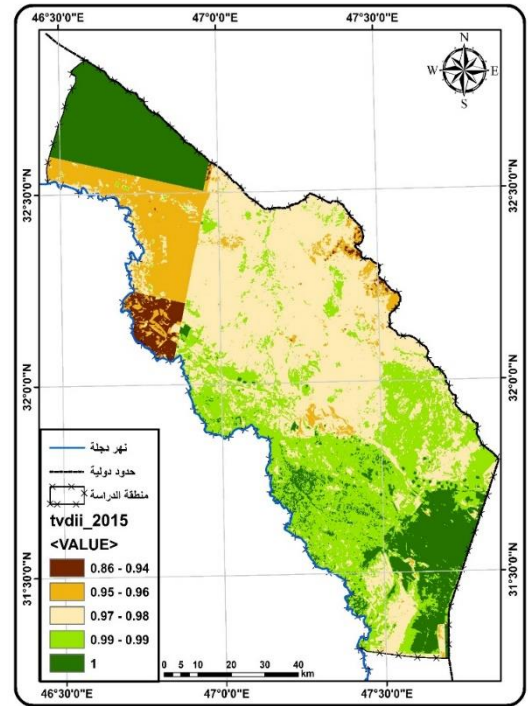 46°30'0"E
47°0'0"E
47°30'0"E
N
W
E
S
32°30'0"N
32°30'0"N
32°0'0"N
32°0'0"N
31°30'0"N
31°30'0"N
نهر دجلة
حدود دولية
منطقة الدراسة
tvdii_2015
<VALUE>
0.86 - 0.94
0.95 - 0.96
0.97 - 0.98
0.99 - 0.99
1
0 5 10 20 30 40
km
46°30'0"E
47°0'0"E
47°30'0"E